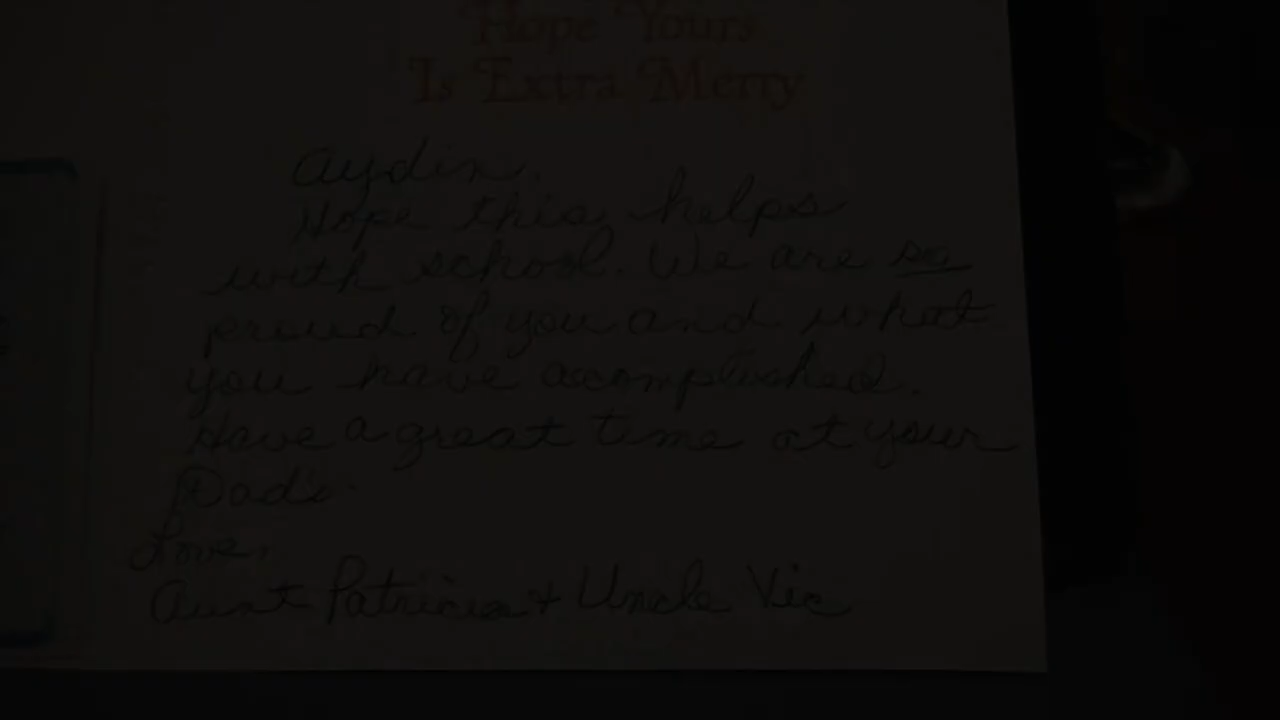 Hope Yours
Is Extra Merry
Aydin,
Hope this helps
with school. We are so
proud of you and what
you have accomplished.
Have a great time at your
Dad's.
Love,
Aunt Patricia + Uncle Vic